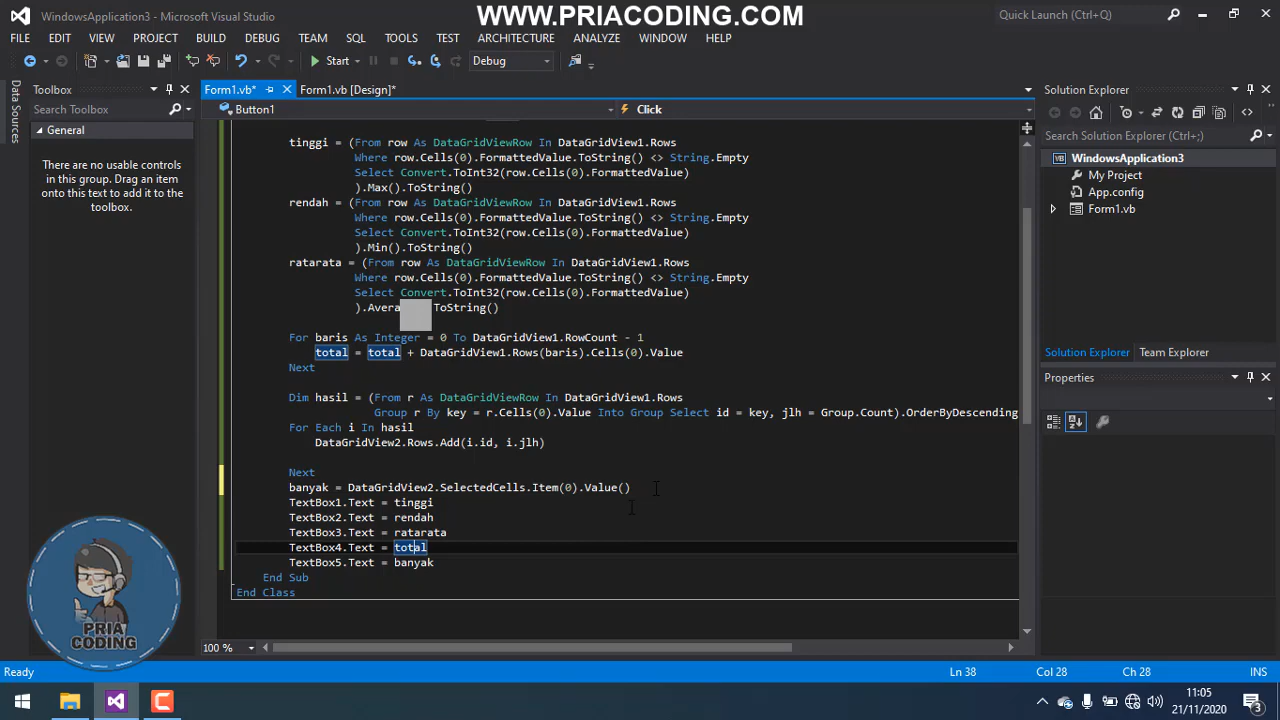 WWW.PRIACODING.COM
WindowsApplication3 - Microsoft Visual Studio
Quick Launch (Ctrl+Q)
FILE EDIT VIEW PROJECT BUILD DEBUG TEAM SQL TOOLS TEST ARCHITECTURE ANALYZE WINDOW HELP
Start Debug
Data Sources
Toolbox
Search Toolbox
General
There are no usable controls
in this group. Drag an item
onto this text to add it to the
toolbox.
Form1.vb* Form1.vb [Design]*
Button1 Click
tinggi = (From row As DataGridViewRow In DataGridView1.Rows
Where row.Cells(0).FormattedValue.ToString() <> String.Empty
Select Convert.ToInt32(row.Cells(0).FormattedValue)
).Max().ToString()
rendah = (From row As DataGridViewRow In DataGridView1.Rows
Where row.Cells(0).FormattedValue.ToString() <> String.Empty
Select Convert.ToInt32(row.Cells(0).FormattedValue)
).Min().ToString()
ratarata = (From row As DataGridViewRow In DataGridView1.Rows
Where row.Cells(0).FormattedValue.ToString() <> String.Empty
Select Convert.ToInt32(row.Cells(0).FormattedValue)
).Avera ToString()
For baris As Integer = 0 To DataGridView1.RowCount - 1
total = total + DataGridView1.Rows(baris).Cells(0).Value
Next
Dim hasil = (From r As DataGridViewRow In DataGridView1.Rows
Group r By key = r.Cells(0).Value Into Group Select id = key, jlh = Group.Count).OrderByDescending
For Each i In hasil
DataGridView2.Rows.Add(i.id, i.jlh)
Next
banyak = DataGridView2.SelectedCells.Item(0).Value()
TextBox1.Text = tinggi
TextBox2.Text = rendah
TextBox3.Text = ratarata
TextBox4.Text = total
TextBox5.Text = banyak
End Sub
End Class
100 %
Solution Explorer
Search Solution Explorer (Ctrl+;)
WindowsApplication3
My Project
App.config
Form1.vb
Solution Explorer Team Explorer
Properties
PRIA
CODING
Ready Ln 38 Col 28 Ch 28 INS
11:05
21/11/2020
3